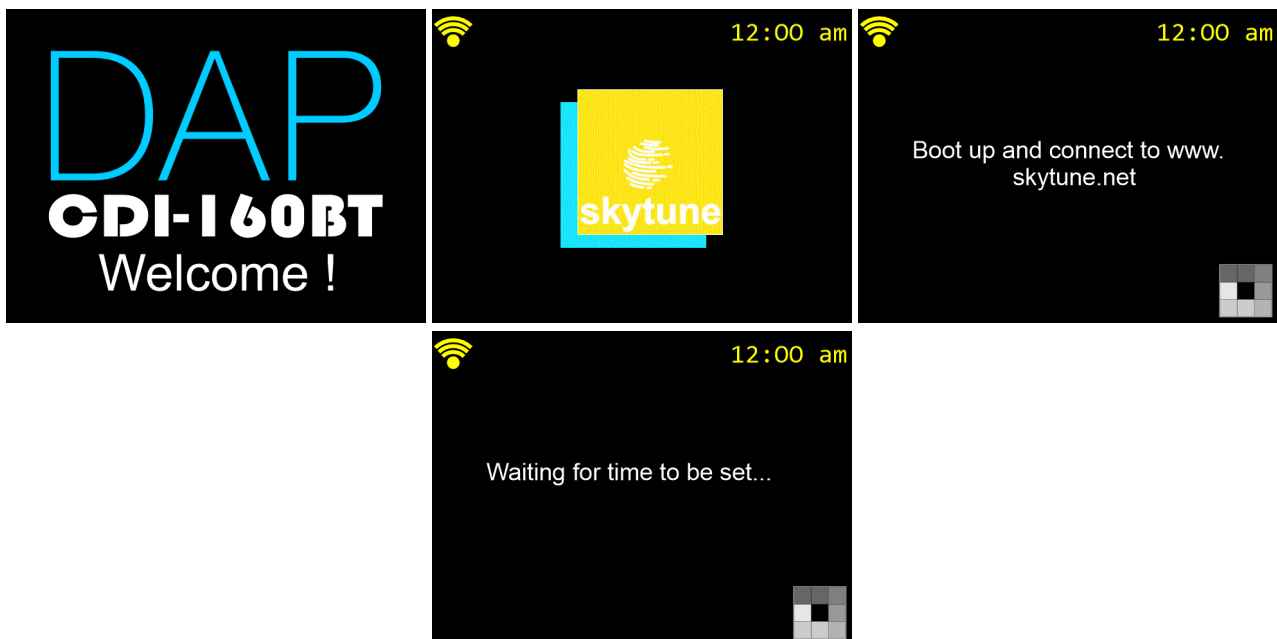 DAP
CDI-160BT
Welcome !
12:00 am
skytune
12:00 am
Boot up and connect to www.
skytune.net
12:00 am
Waiting for time to be set...